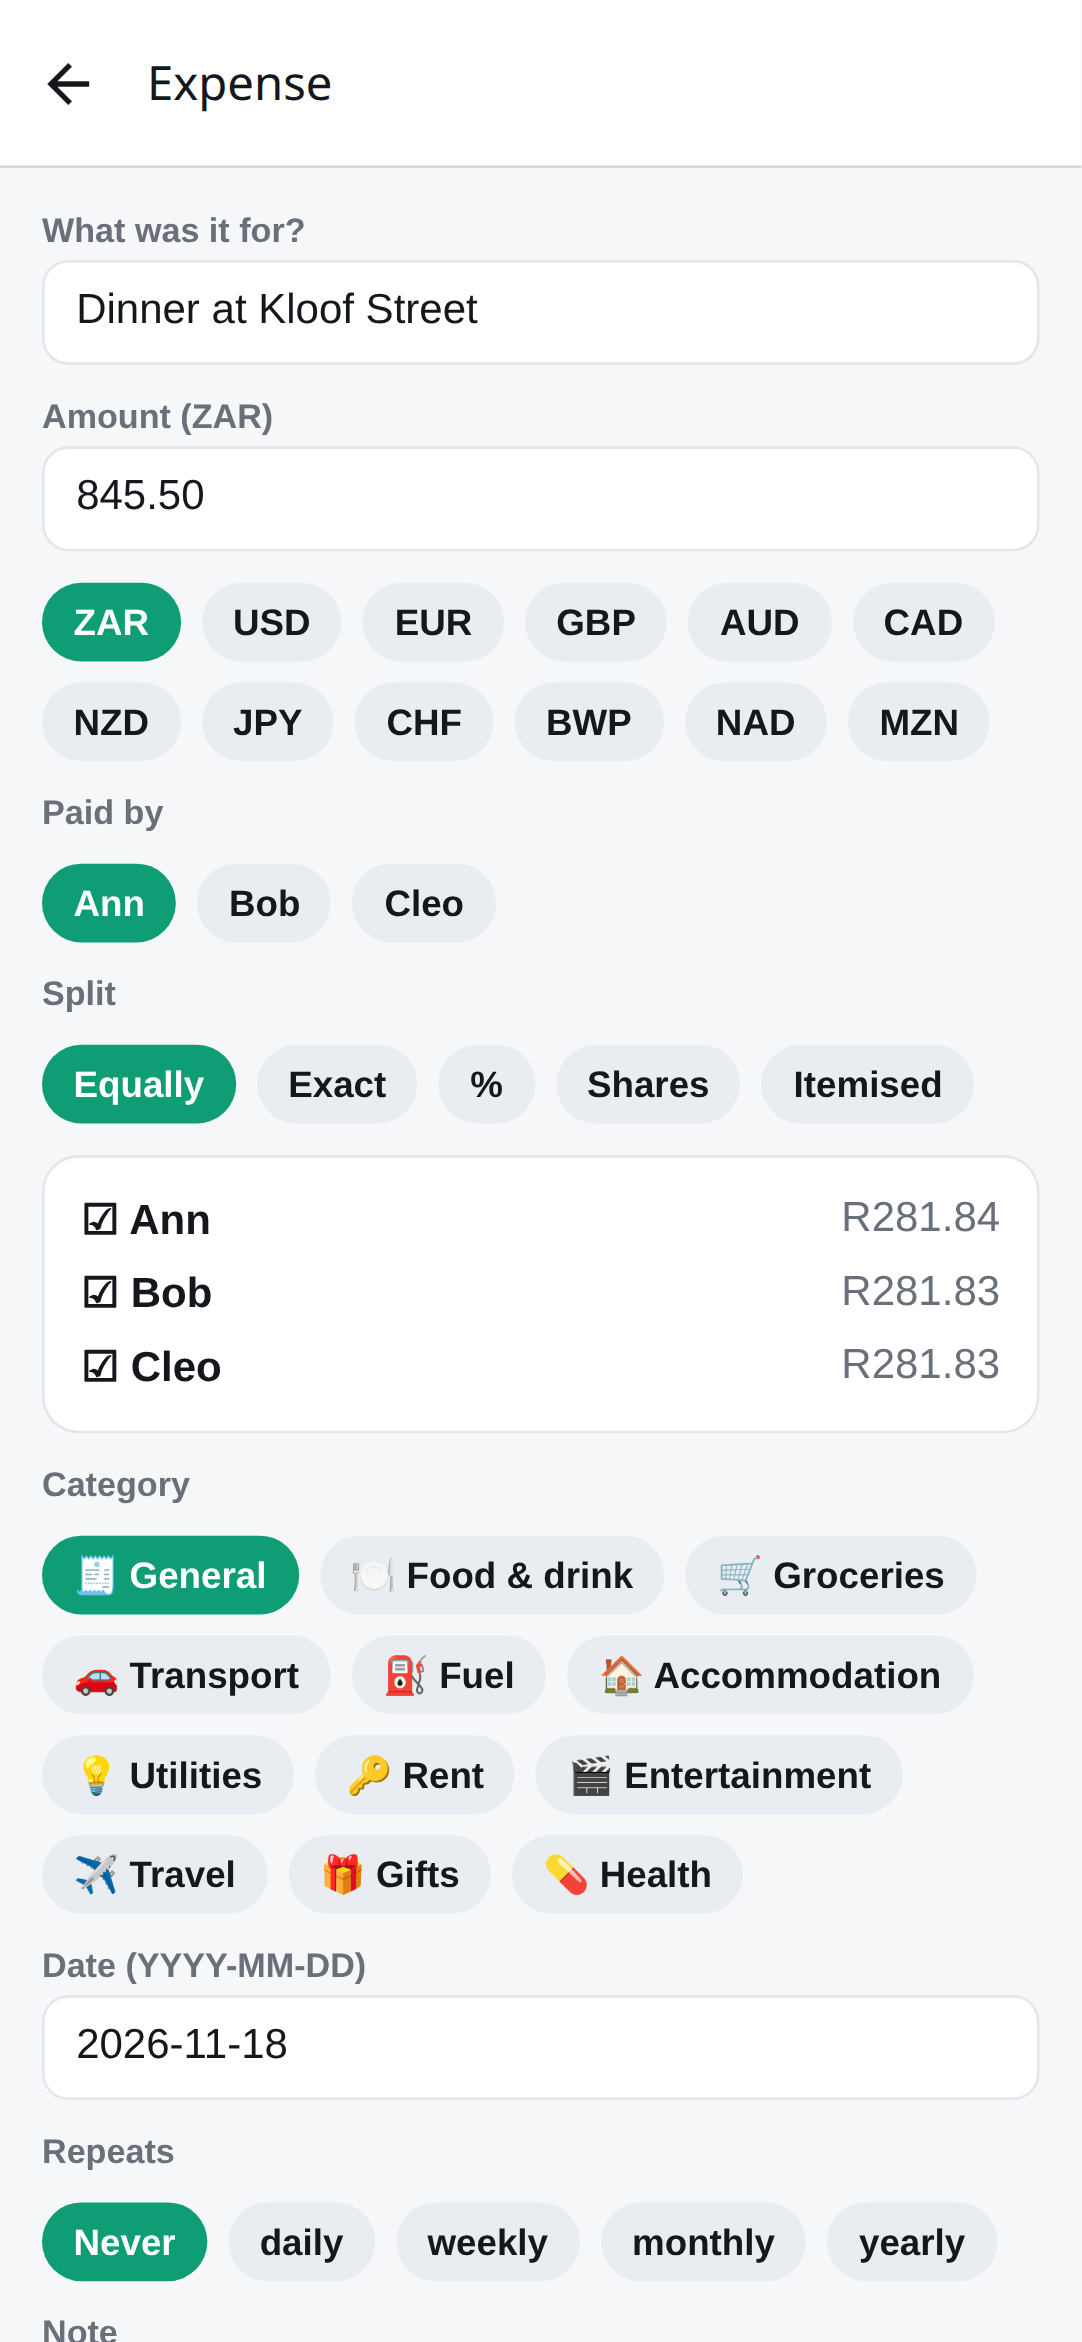 Expense
What was it for?
Dinner at Kloof Street
Amount (ZAR)
845.50
ZAR USD EUR GBP AUD CAD
NZD JPY CHF BWP NAD MZN
Paid by
Ann Bob Cleo
Split
Equally Exact % Shares Itemised
☑ Ann R281.84
☑ Bob R281.83
☑ Cleo R281.83
Category
🧾 General 🍽️ Food & drink 🛒 Groceries
🚗 Transport ⛽ Fuel 🏠 Accommodation
💡 Utilities 🔑 Rent 🎬 Entertainment
✈️ Travel 🎁 Gifts 💊 Health
Date (YYYY-MM-DD)
2026-11-18
Repeats
Never daily weekly monthly yearly
Note